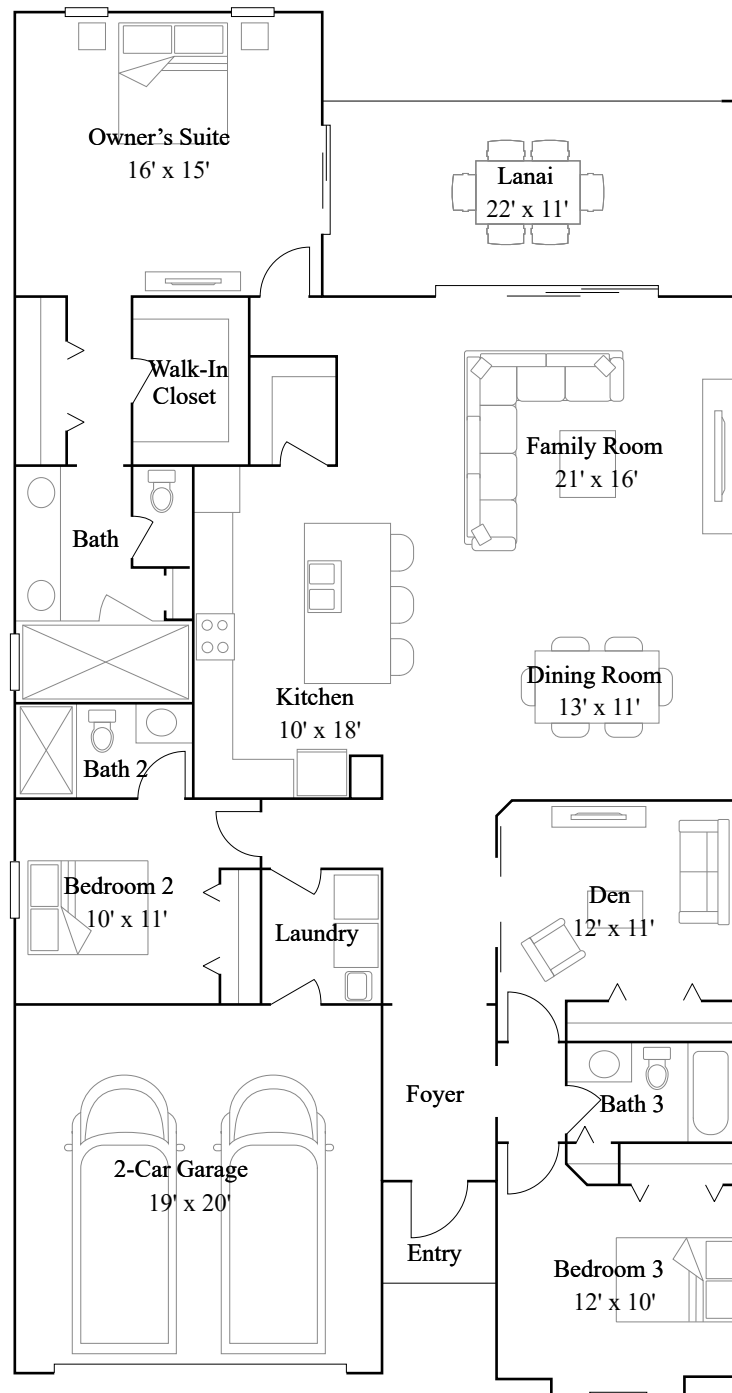 Owner’s Suite
16' x 15'
Lanai
22' x 11'
Walk-In
Closet
Family Room
21' x 16'
Bath
Kitchen
10' x 18'
Dining Room
13' x 11'
Bath 2
Bedroom 2
10' x 11'
Laundry
Den
12' x 11'
Foyer
Bath 3
2-Car Garage
19' x 20'
Entry
Bedroom 3
12' x 10'